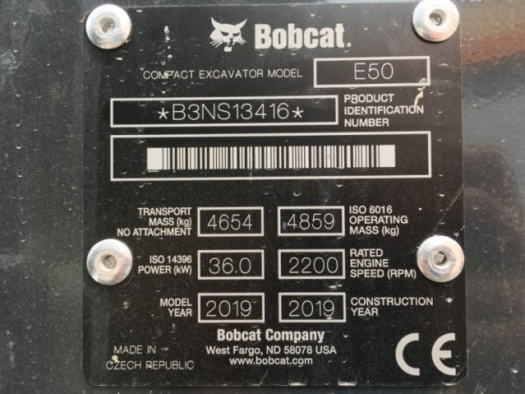 Bobcat.
COMPACT EXCAVATOR MODEL E50
*B3NS13416* PRODUCT IDENTIFICATION NUMBER
TRANSPORT MASS (kg) NO ATTACHMENT 4654 4859 ISO 6016 OPERATING MASS (kg)
ISO 14396 POWER (kW) 36.0 2200 RATED ENGINE SPEED (RPM)
MODEL YEAR 2019 2019 CONSTRUCTION YEAR
Bobcat Company
West Fargo, ND 58078 USA
www.bobcat.com
MADE IN
CZECH REPUBLIC
CE